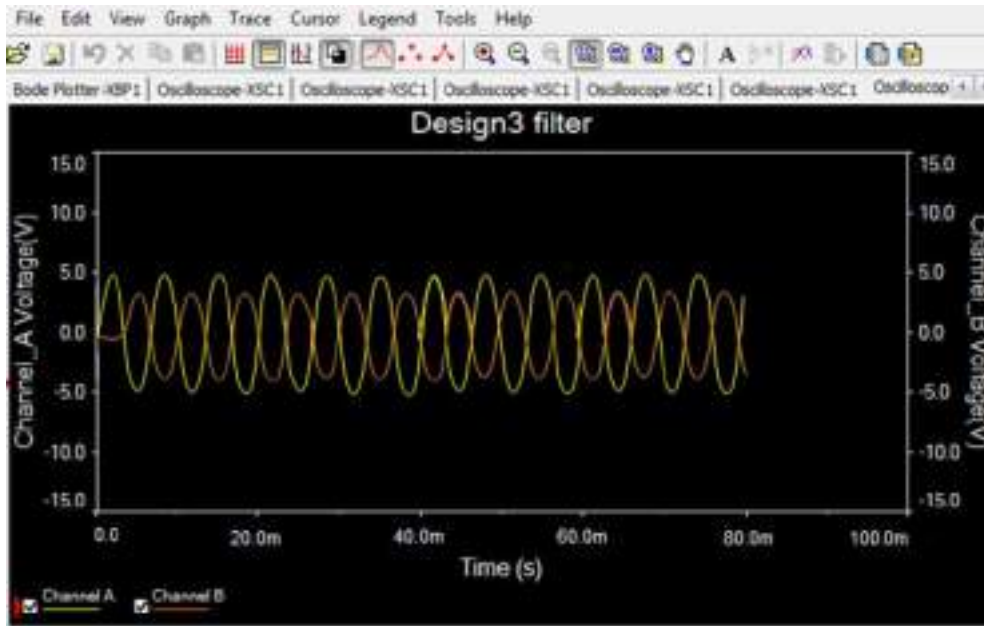 File Edit View Graph Trace Cursor Legend Tools Help
A
Bode Plotter-XBP1 Oscilloscope-XSC1 Oscilloscope-XSC1 Oscilloscope-XSC1 Oscilloscope-XSC1 Oscilloscope-XSC1 Oscilloscop
Design3 filter
15.0 15.0
10.0 10.0
5.0 5.0
0.0 0.0
-5.0 -5.0
-10.0 -10.0
-15.0 -15.0
Channel_A Voltage(V)
Channel_B Voltage(V)
0.0 20.0m 40.0m 60.0m 80.0m 100.0m
Time (s)
Channel A Channel B